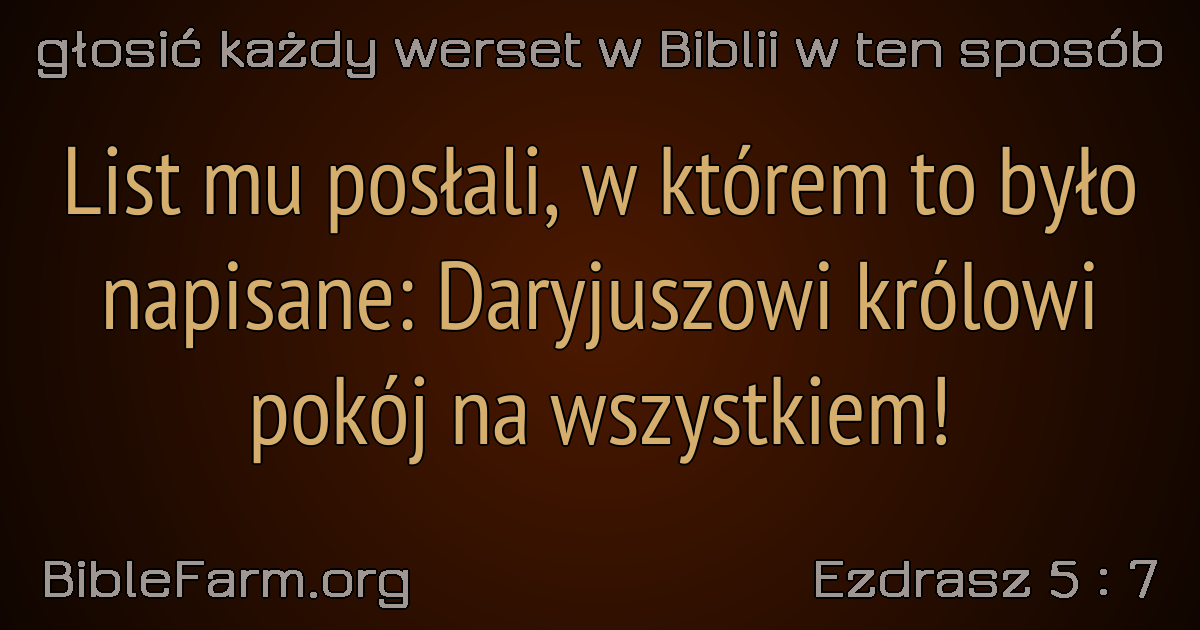 głosić każdy werset w Biblii w ten sposób
List mu posłali, w którem to było
napisane: Daryjuszowi królowi
pokój na wszystkiem!
BibleFarm.org
Ezdrasz 5 : 7